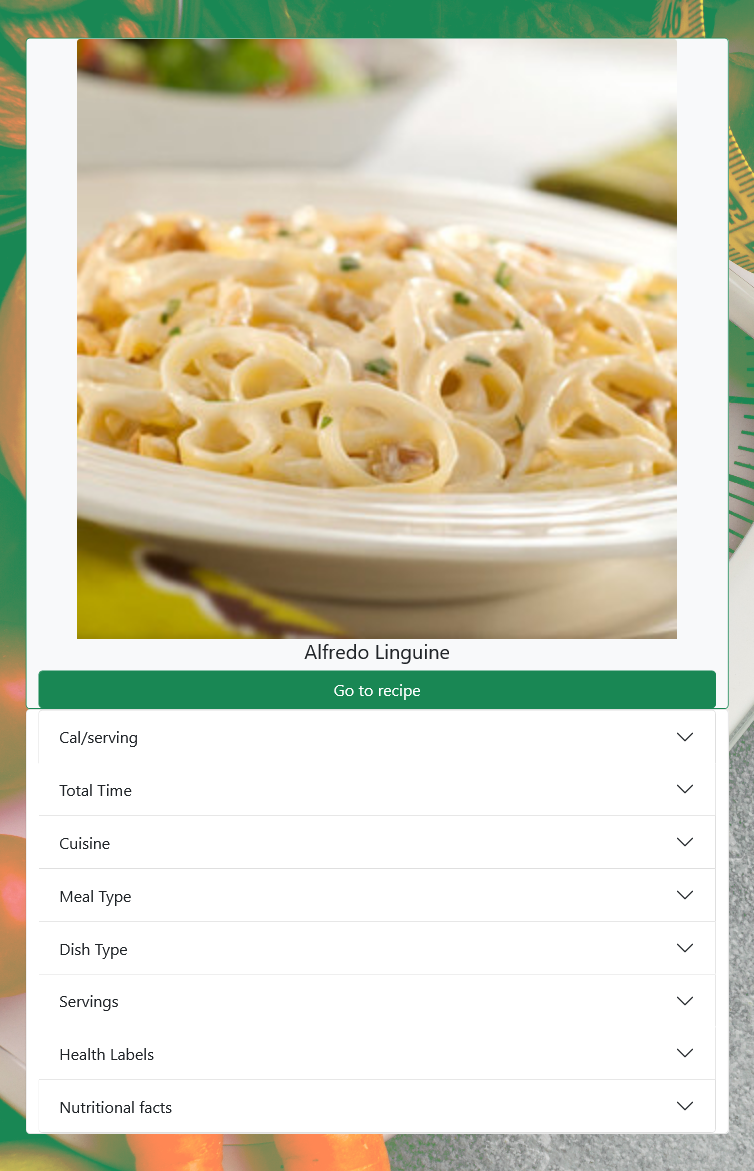 46
Alfredo Linguine
Go to recipe
Cal/serving
Total Time
Cuisine
Meal Type
Dish Type
Servings
Health Labels
Nutritional facts